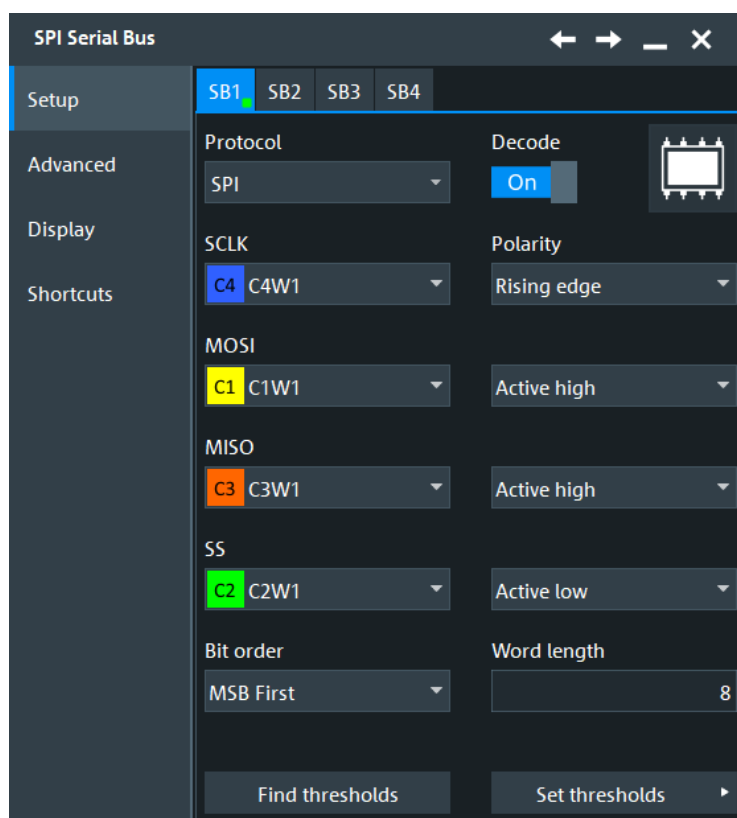 SPI Serial Bus
Setup
Advanced
Display
Shortcuts
SB1 SB2 SB3 SB4
Protocol Decode
SPI On
SCLK Polarity
C4 C4W1 Rising edge
MOSI
C1 C1W1 Active high
MISO
C3 C3W1 Active high
SS
C2 C2W1 Active low
Bit order Word length
MSB First 8
Find thresholds Set thresholds